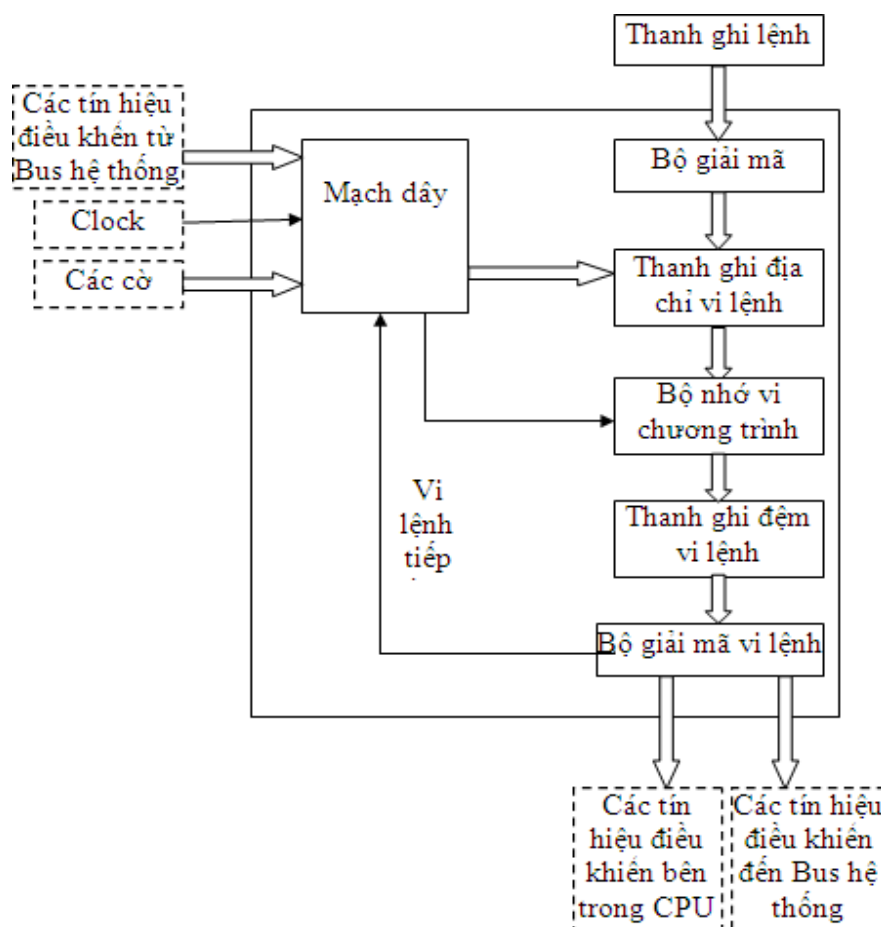 Thanh ghi lệnh
Các tín hiệu
điều khến từ
Bus hệ thống
Clock
Các cờ
Mạch dây
Bộ giải mã
Thanh ghi địa
chỉ vi lệnh
Bộ nhớ vi
chương trình
Vi
lệnh
tiếp
Thanh ghi đệm
vi lệnh
Bộ giải mã vi lệnh
Các tín
hiệu điều
khiến bên
trong CPU
Các tín hiệu
điều khiến
đến Bus hệ
thống